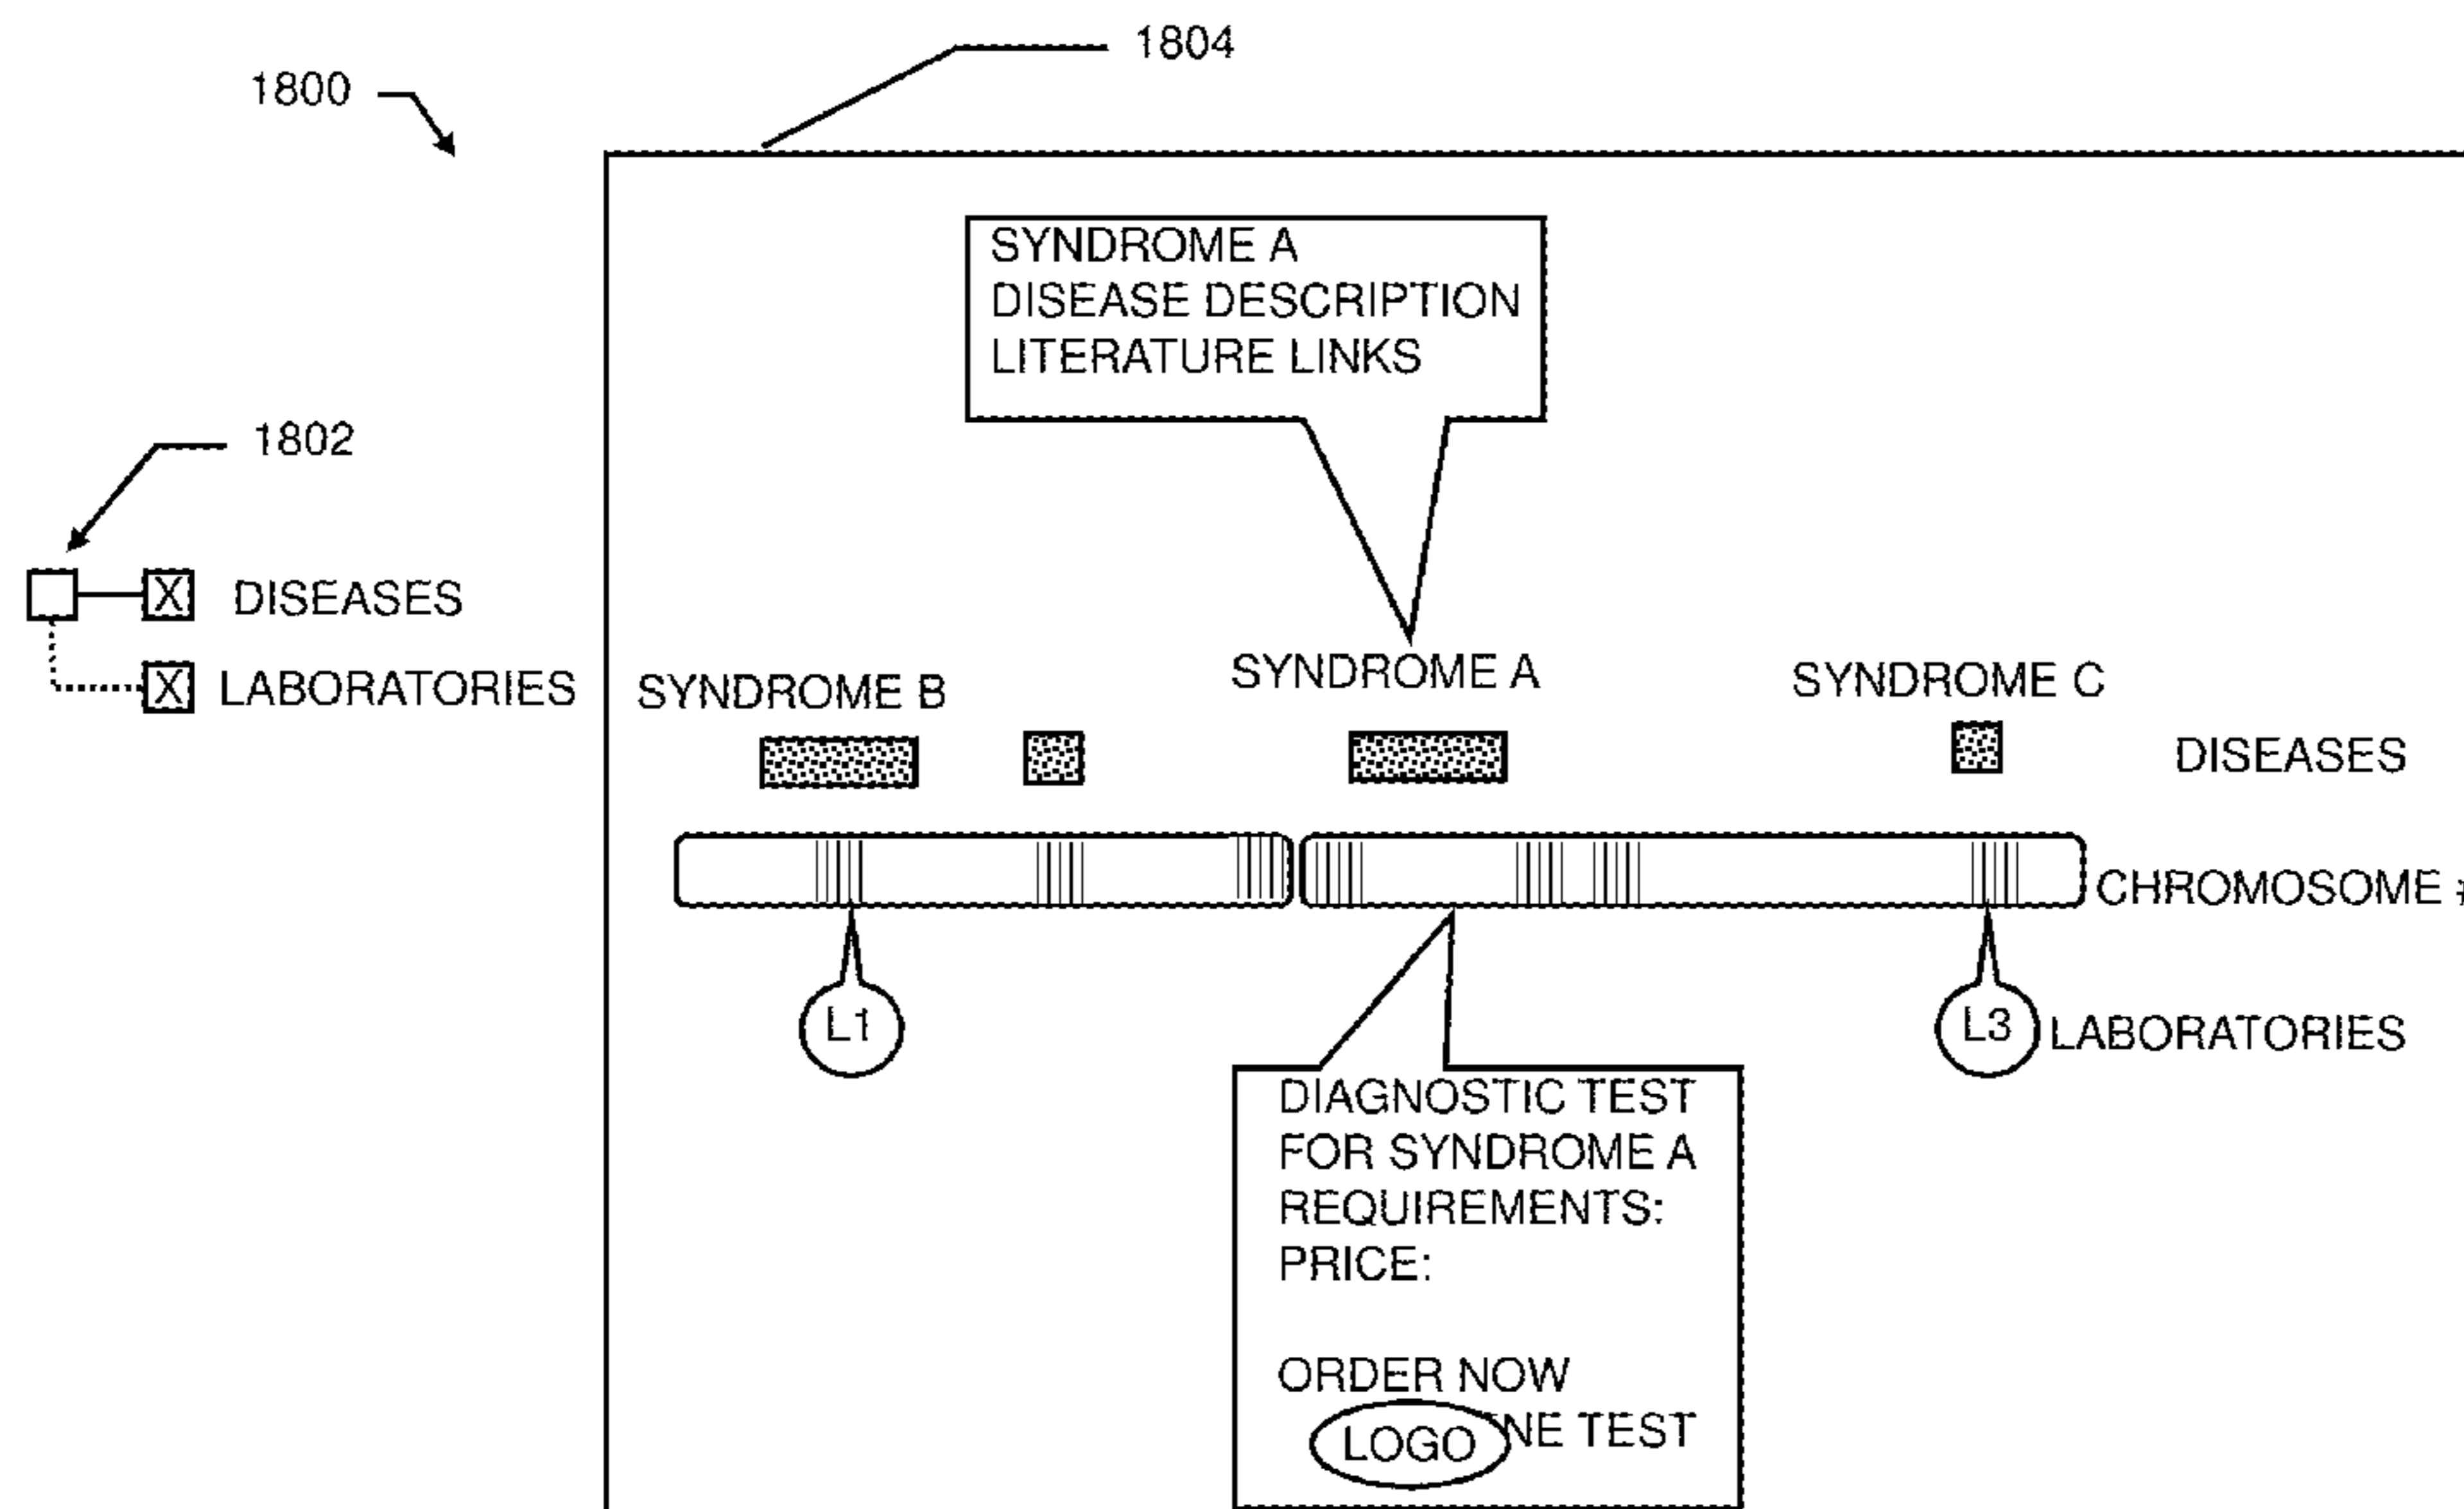 1804
1800
SYNDROME A
DISEASE DESCRIPTION
LITERATURE LINKS
1802
X DISEASES
X LABORATORIES
SYNDROME B
SYNDROME A
SYNDROME C
DISEASES
CHROMOSOME
L1
L3
LABORATORIES
DIAGNOSTIC TEST
FOR SYNDROME A
REQUIREMENTS:
PRICE:
ORDER NOW
LOGO
TEST